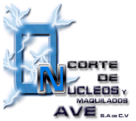 CORTE
DE
NUCLEOS Y
MAQUILADOS
AVE S.A DE C.V